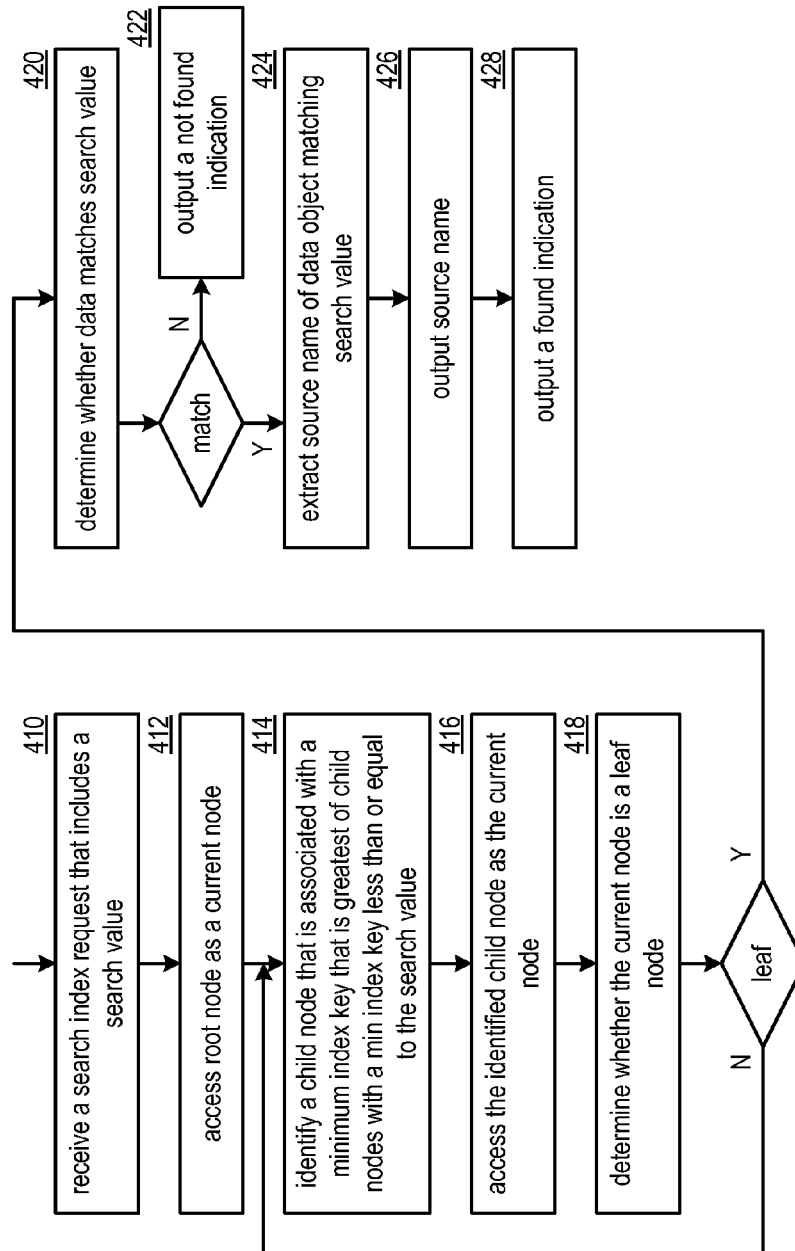 410
receive a search index request that includes a
search value
412
access root node as a current node
414
identify a child node that is associated with a
minimum index key that is greatest of child
nodes with a min index key less than or equal
to the search value
416
access the identified child node as the current
node
418
determine whether the current node is a leaf
node
leaf
N
Y
420
determine whether data matches search value
match
N
Y
422
output a not found
indication
424
extract source name of data object matching
search value
426
output source name
428
output a found indication